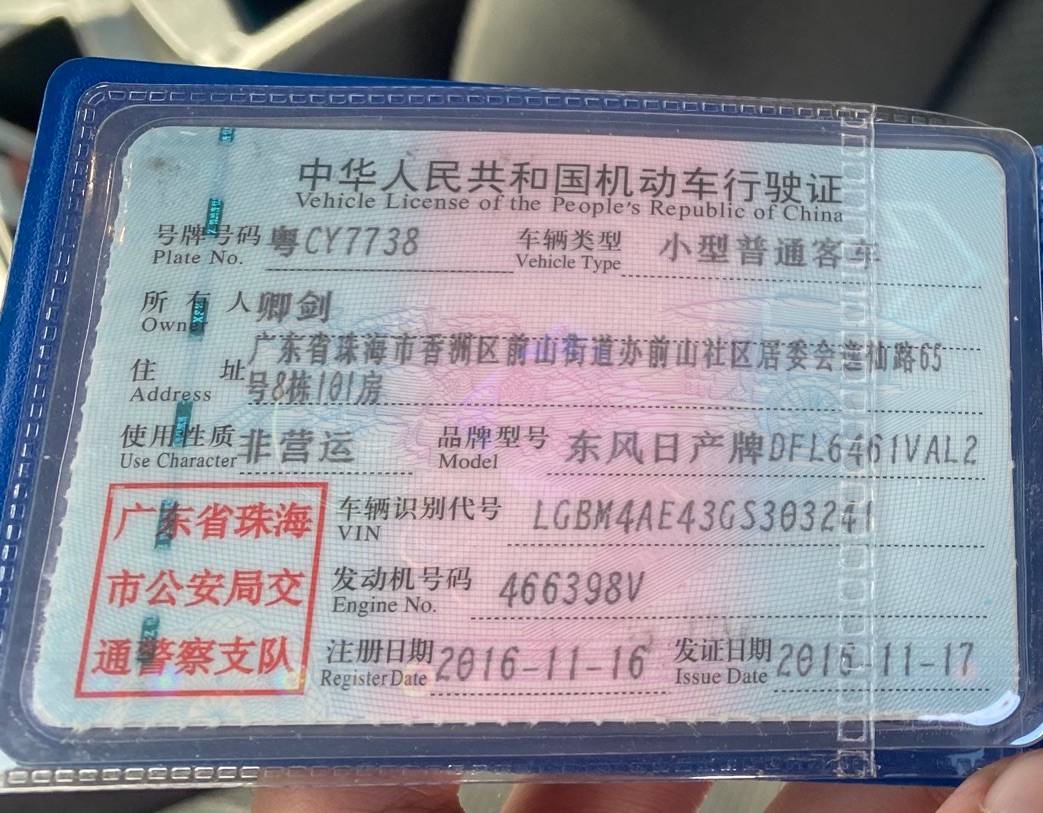 中华人民共和国机动车行驶证
Vehicle License of the People's Republic of China
号牌号码 粤CY7738 车辆类型 小型普通客车
Plate No. Vehicle Type
所有人 卿剑
Owner
广东省珠海市香洲区前山街道办前山社区居委会莲仙路65
住址 号8栋101房
Address
使用性质 非营运 品牌型号 东风日产牌DFL6461VAL2
Use Character Model
广东省珠海
市公安局交
通警察支队
车辆识别代号 LGBM4AE43GS303241
VIN
发动机号码 466398V
Engine No.
注册日期 2016-11-16 发证日期 2016-11-17
Register Date Issue Date